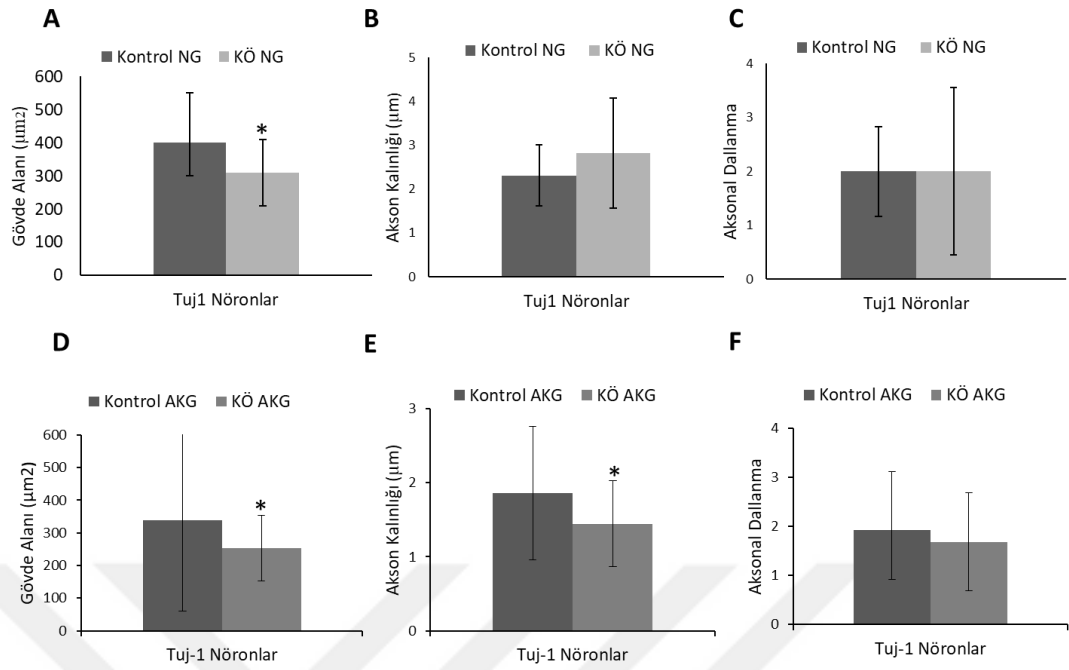 A
Kontrol NG KÖ NG
Gövde Alanı (µm2)
600
500
400
300
200
100
0
*
Tuj1 Nöronlar
B
Kontrol NG KÖ NG
Akson Kalınlığı (µm)
5
4
3
2
1
0
Tuj1 Nöronlar
C
Kontrol NG KÖ NG
Aksonal Dallanma
4
3
2
1
0
Tuj1 Nöronlar
D
Kontrol AKG KÖ AKG
Gövde Alanı (µm2)
600
500
400
300
200
100
0
*
Tuj-1 Nöronlar
E
Kontrol AKG KÖ AKG
Akson Kalınlığı (µm)
3
2
1
0
*
Tuj-1 Nöronlar
F
Kontrol AKG KÖ AKG
Aksonal Dallanma
4
3
2
1
0
Tuj-1 Nöronlar